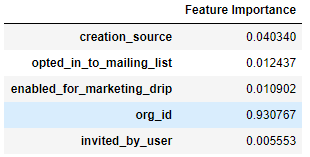 Feature Importance
creation_source 0.040340
opted_in_to_mailing_list 0.012437
enabled_for_marketing_drip 0.010902
org_id 0.930767
invited_by_user 0.005553